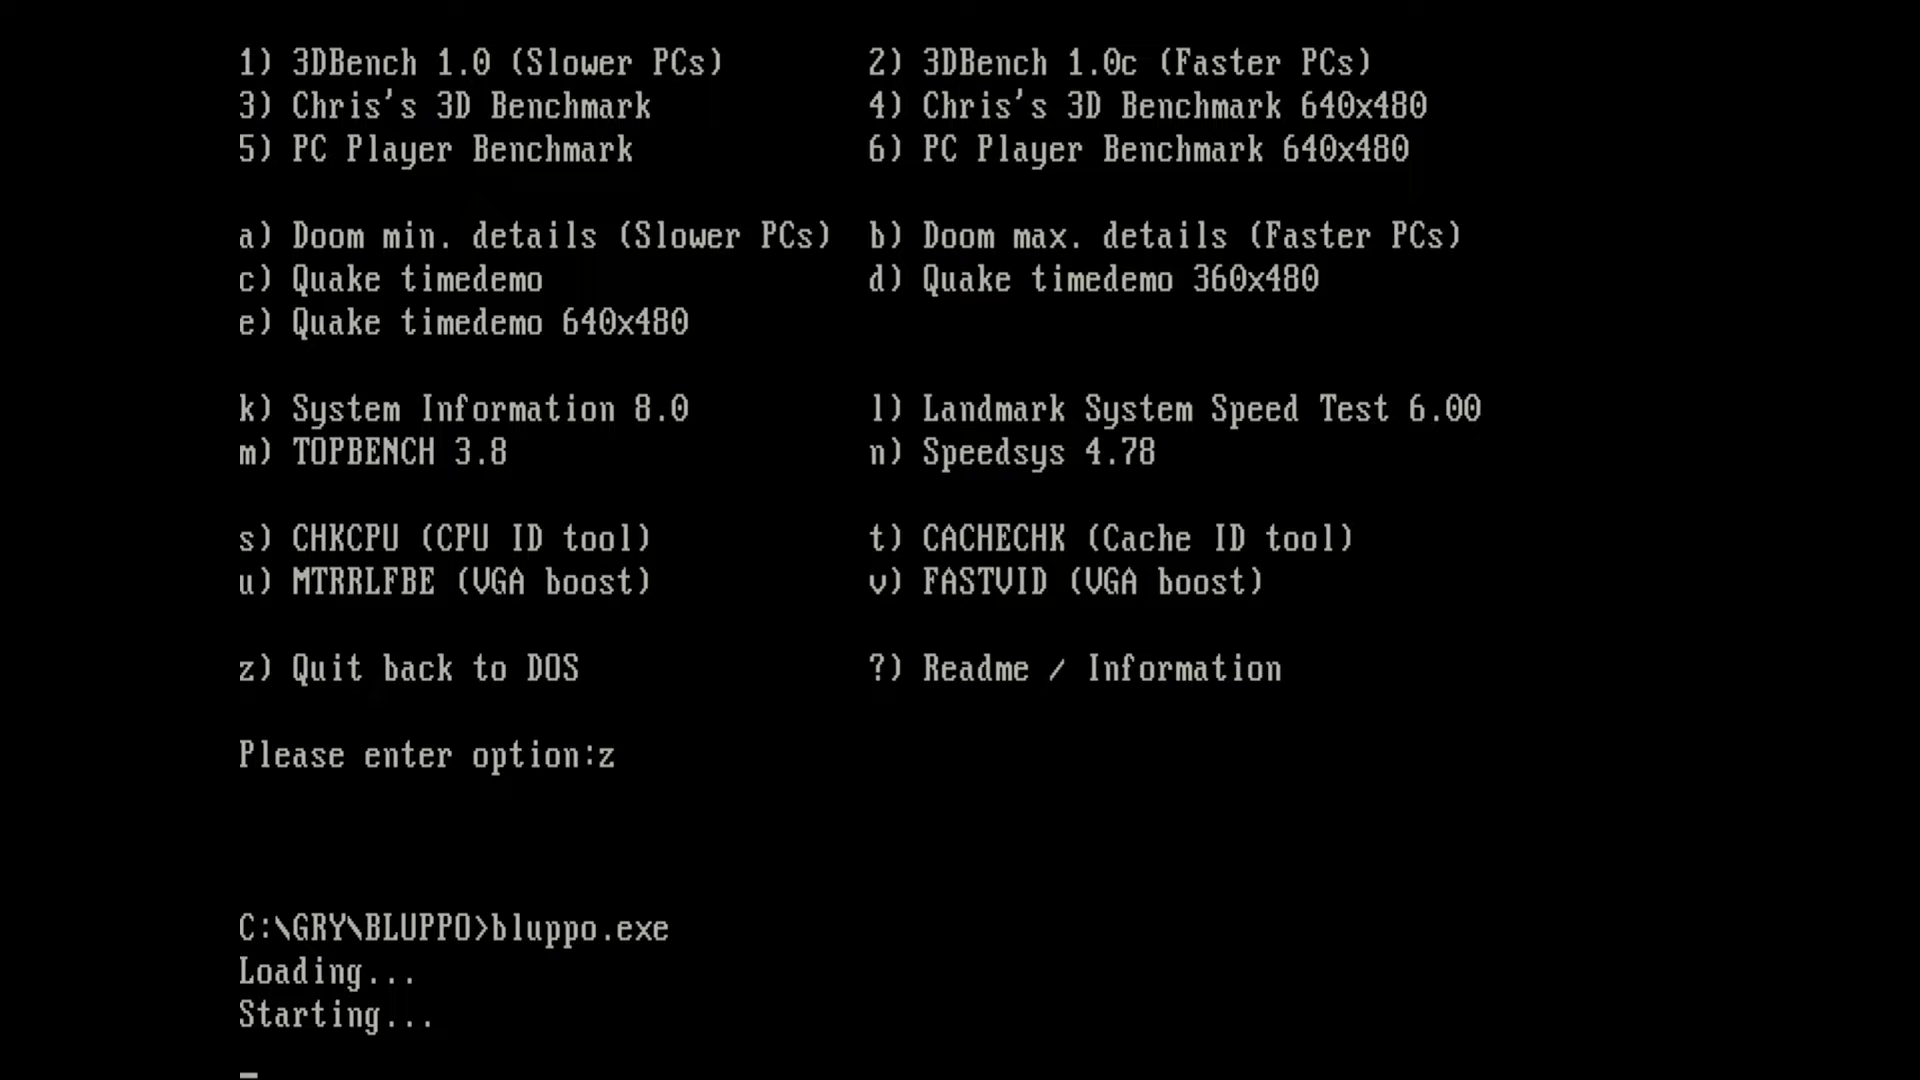 1) 3DBench 1.0 (Slower PCs) 2) 3DBench 1.0c (Faster PCs)
3) Chris's 3D Benchmark 4) Chris's 3D Benchmark 640x480
5) PC Player Benchmark 6) PC Player Benchmark 640x480
a) Doom min. details (Slower PCs) b) Doom max. details (Faster PCs)
c) Quake timedemo d) Quake timedemo 360x480
e) Quake timedemo 640x480
k) System Information 8.0 l) Landmark System Speed Test 6.00
m) TOPBENCH 3.8 n) Speedsys 4.78
s) CHKCPU (CPU ID tool) t) CACHECHK (Cache ID tool)
u) MTRRLFBE (VGA boost) v) FASTVID (VGA boost)
z) Quit back to DOS ?) Readme / Information
Please enter option:z
C:\GRY\BLUPPO>bluppo.exe
Loading...
Starting...
_